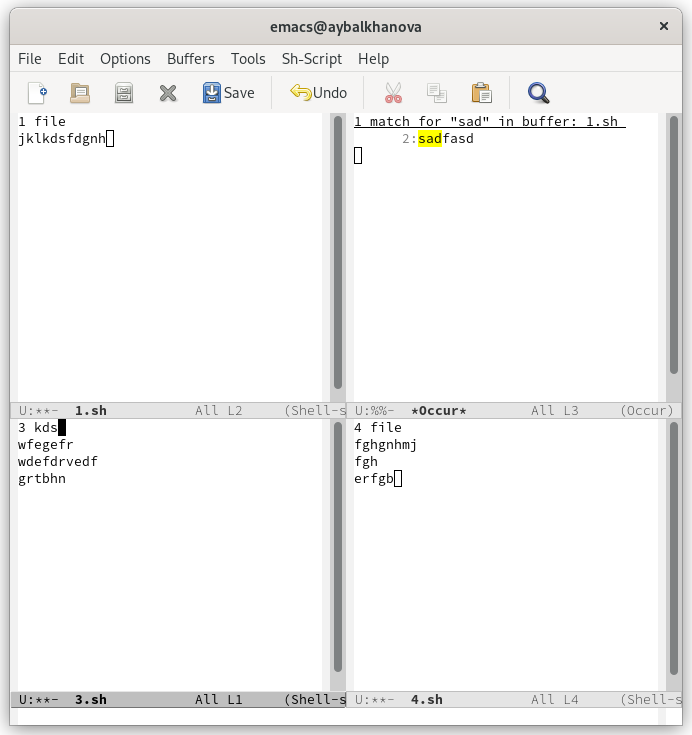 emacs@aybalkhanova ×
File Edit Options Buffers Tools Sh-Script Help
Save Undo
1 file
jklkdsfdgnh
1 match for "sad" in buffer: 1.sh
2:sadfasd
U:**- 1.sh All L2 (Shell-s
U:%%- *Occur* All L3 (Occur)
3 kds
wfegefr
wdefdrvedf
grtbhn
4 file
fghgnhmj
fgh
erfgb
U:**- 3.sh All L1 (Shell-s
U:**- 4.sh All L4 (Shell-s